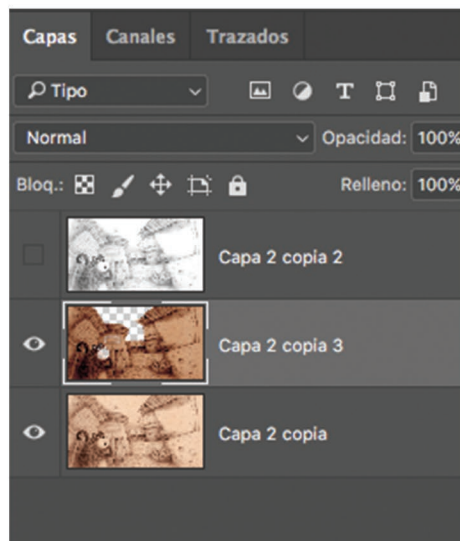 Capas Canales Trazados
Tipo T
Normal Opacidad: 100%
Bloq.: Relleno: 100%
Capa 2 copia 2
Capa 2 copia 3
Capa 2 copia